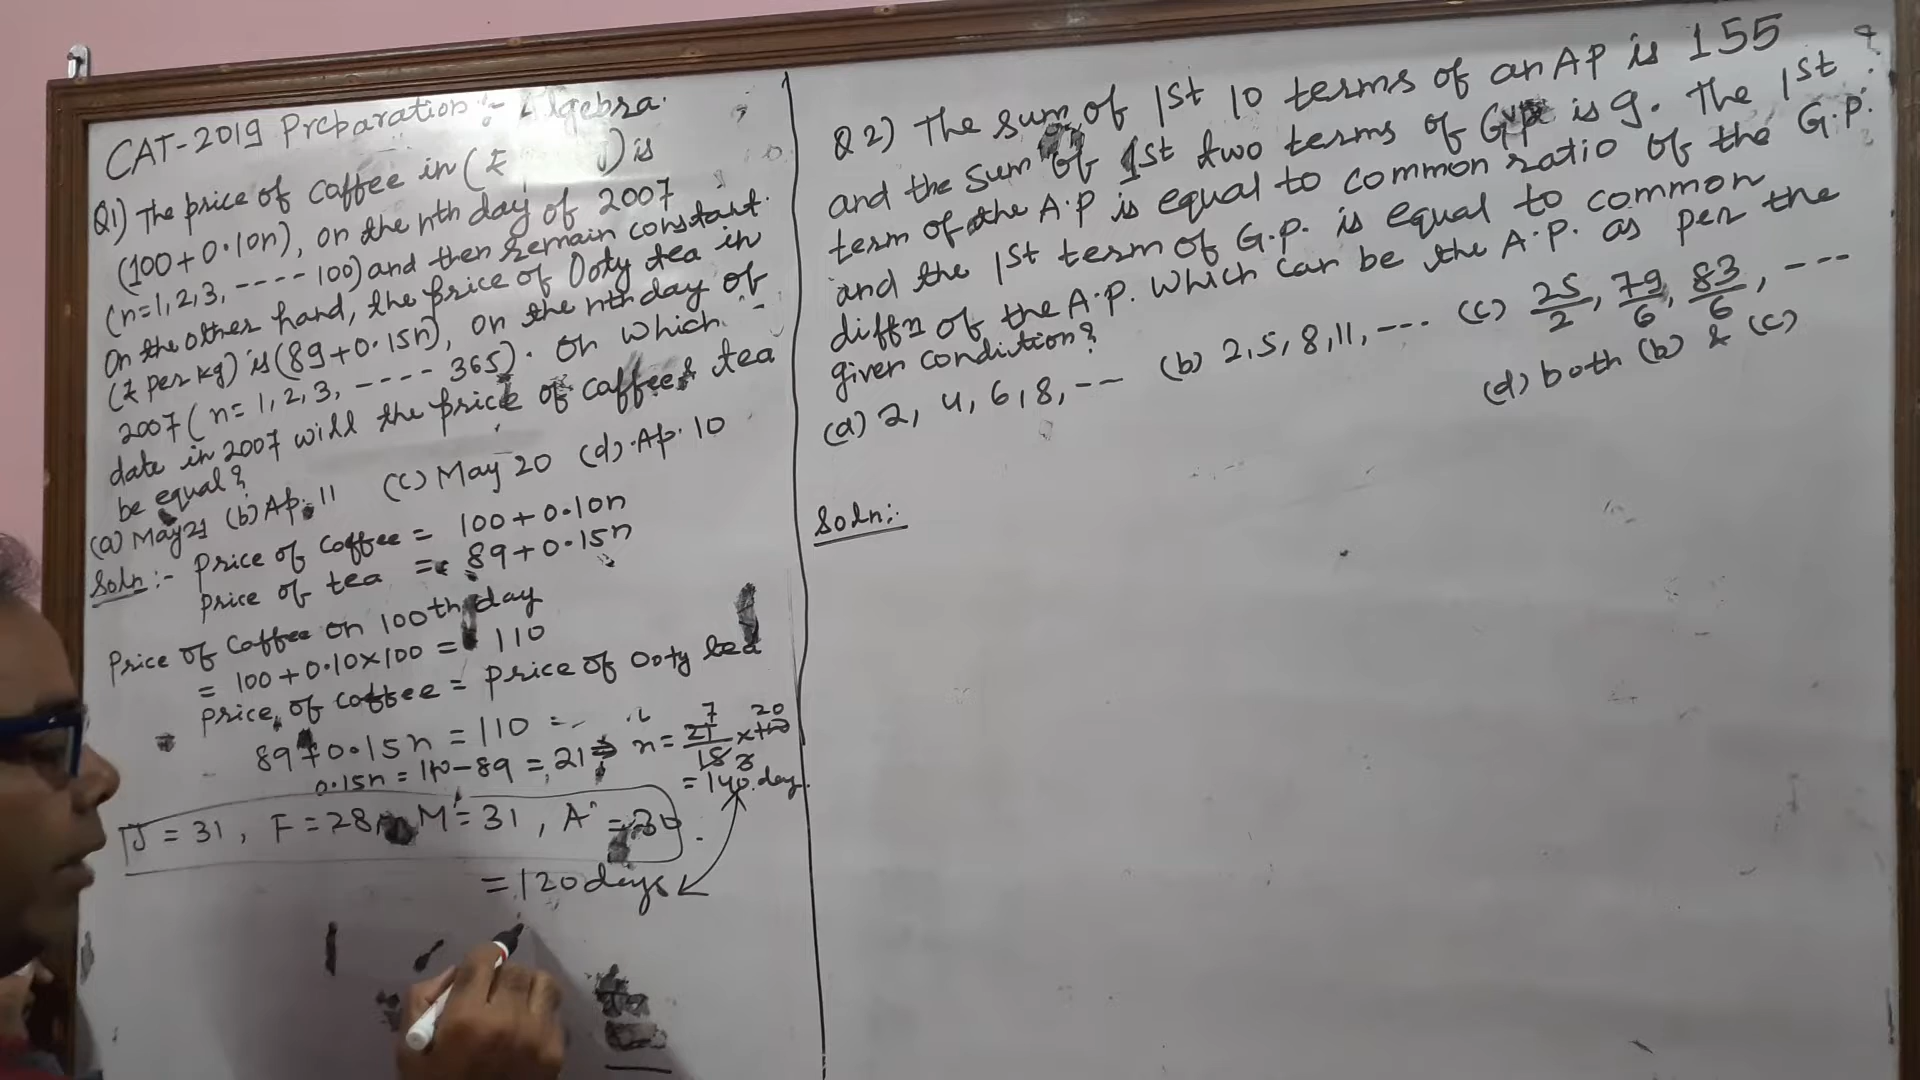 CAT-2019 Preparation :- Algebra.
Q1) The price of caffee in (₹ ) is
(100 + 0.10n), on the nth day of 2007
(n=1,2,3, ---- 100) and then remain constant.
On the other hand, the price of Ooty tea in
(₹ per kg) is (89+0.15n), on the nth day of
2007 (n= 1, 2, 3, ---- 365). On which
date in 2007 will the price of caffee & tea
be equal?
(a) May 21 (b) Ap. 11 (c) May 20 (d) Ap. 10
Soln :- Price of Coffee = 100+0.10n
Price of tea = 89+0.15n
Price of Coffee on 100th day
= 100+0.10×100 = 110
Price of coffee = Price of Ooty tea
89+0.15n = 110
0.15n = 110-89 = 21 ⇒ n = 21/15 × 100
7 20
3
= 140 day
J = 31, F = 28, M = 31, A = 30
= 120 days
Q2) The sum of 1st 10 terms of an AP is 155
and the sum of 1st two terms of G.P is 9. The 1st
term of the A.P is equal to common ratio of the G.P.
and the 1st term of G.P. is equal to common
diffn of the A.P. Which can be the A.P. as per the
given condition?
(a) 2, 4, 6, 8, --- (b) 2,5, 8, 11, --- (c) 25/2, 79/6, 83/6, ---
(d) both (b) & (c)
Soln:-